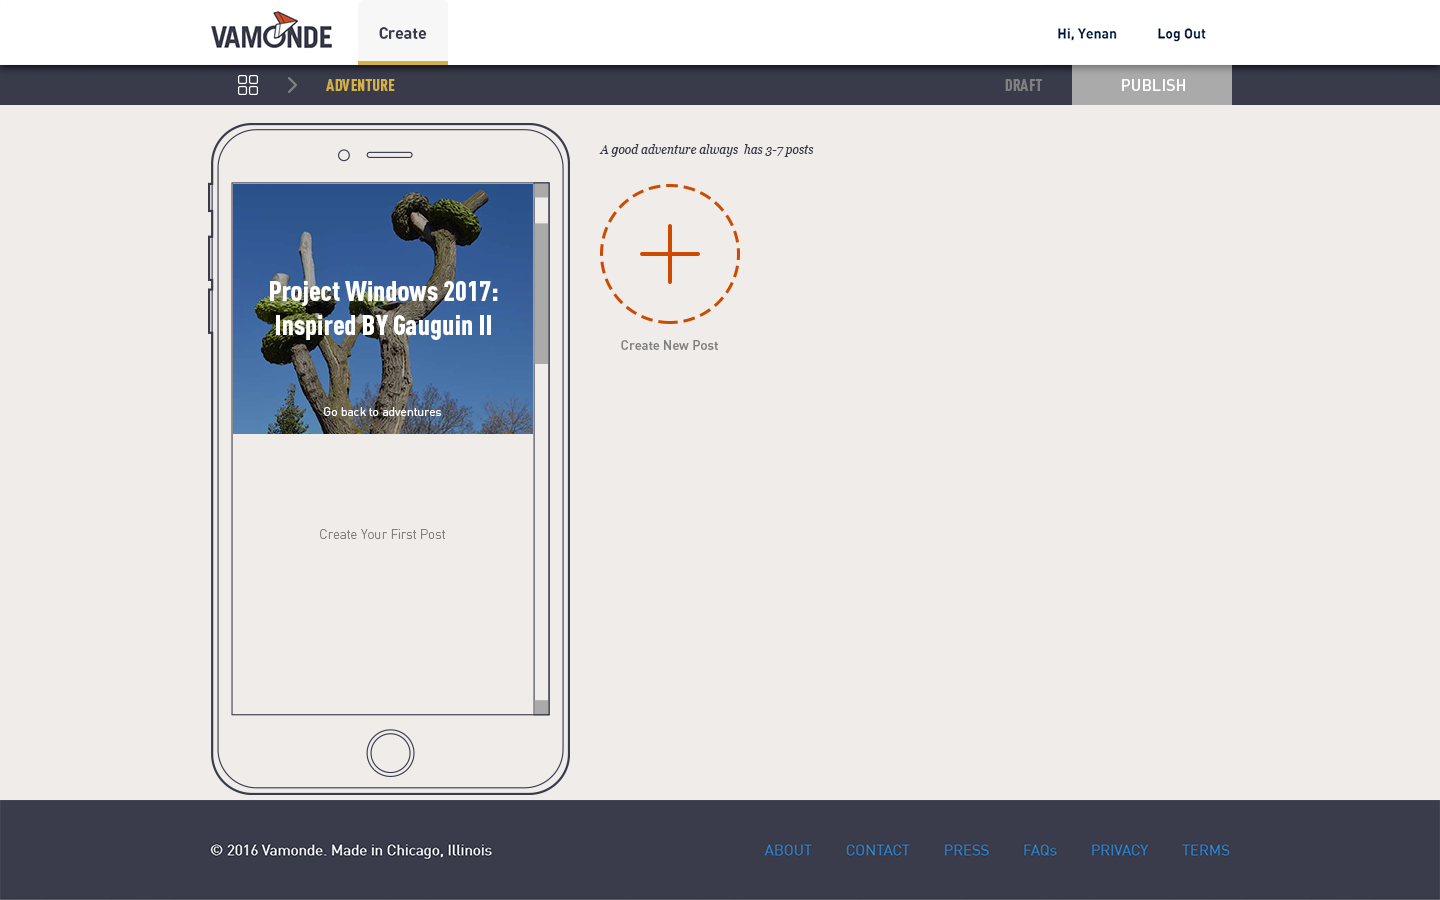 VAMONDE
Create
Hi, Yenan
Log Out
ADVENTURE
DRAFT
PUBLISH
A good adventure always has 3-7 posts
Project Windows 2017:
Inspired BY Gauguin II
Go back to adventures
Create New Post
Create Your First Post
© 2016 Vamonde. Made in Chicago, Illinois
ABOUT
CONTACT
PRESS
FAQs
PRIVACY
TERMS